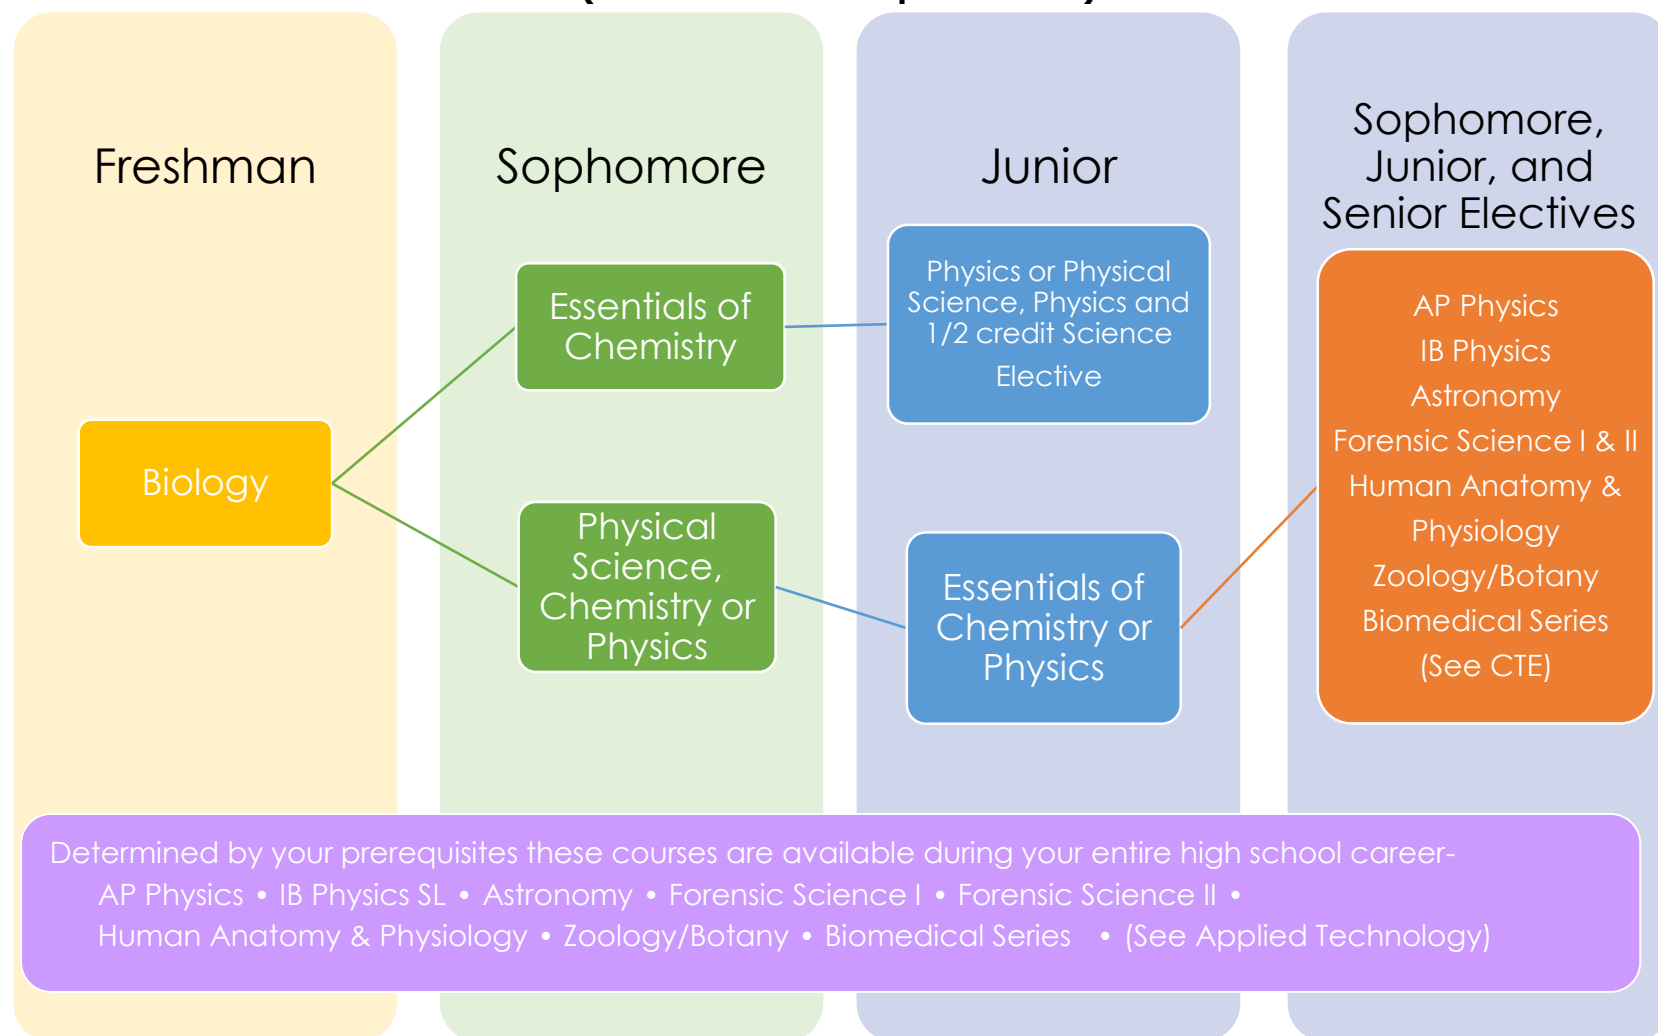 Freshman
Sophomore
Junior
Sophomore,
Junior, and
Senior Electives
Biology
Essentials of
Chemistry
Physical
Science,
Chemistry or
Physics
Physics or Physical
Science, Physics and
1/2 credit Science
Elective
Essentials of
Chemistry or
Physics
AP Physics
IB Physics
Astronomy
Forensic Science I & II
Human Anatomy &
Physiology
Zoology/Botany
Biomedical Series
(See CTE)
Determined by your prerequisites these courses are available during your entire high school career-
AP Physics • IB Physics SL • Astronomy • Forensic Science I • Forensic Science II •
Human Anatomy & Physiology • Zoology/Botany • Biomedical Series • (See Applied Technology)